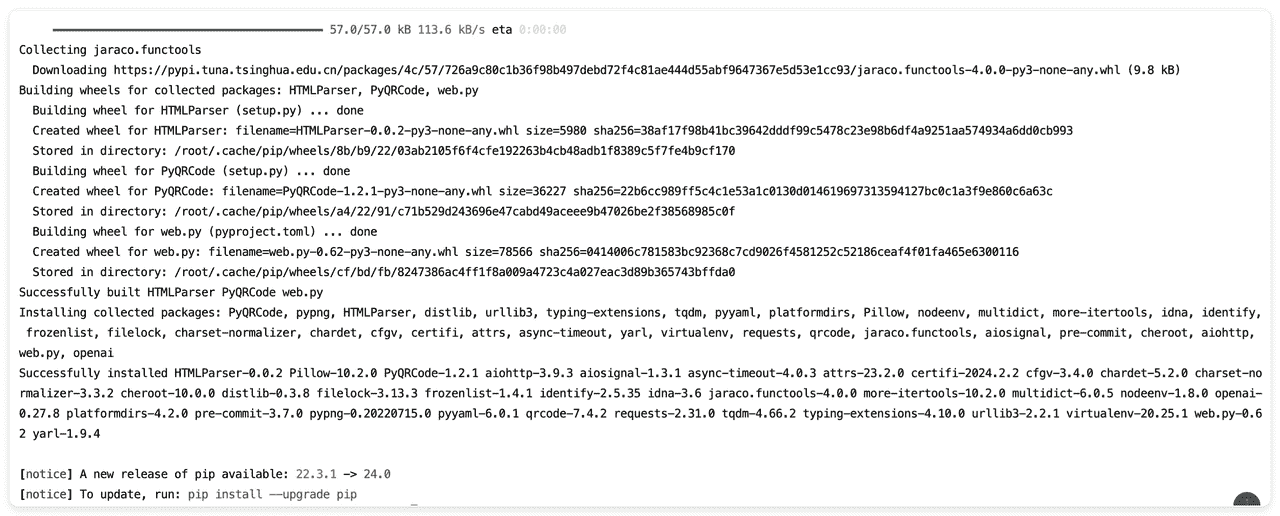 57.0/57.0 kB 113.6 kB/s eta 0:00:00
Collecting jaraco.functools
Downloading https://pypi.tuna.tsinghua.edu.cn/packages/4c/57/726a9c80c1b36f98b497debd72f4c81ae444d55abf9647367e5d53e1cc93/jaraco.functools-4.0.0-py3-none-any.whl (9.8 kB)
Building wheels for collected packages: HTMLParser, PyQRCode, web.py
Building wheel for HTMLParser (setup.py) ... done
Created wheel for HTMLParser: filename=HTMLParser-0.0.2-py3-none-any.whl size=5980 sha256=38af17f98b41bc39642dddf99c5478c23e98b6df4a9251aa574934a6dd0cb993
Stored in directory: /root/.cache/pip/wheels/8b/b9/22/03ab2105f6f4cfe192263b4cb48adb1f8389c5f7fe4b9cf170
Building wheel for PyQRCode (setup.py) ... done
Created wheel for PyQRCode: filename=PyQRCode-1.2.1-py3-none-any.whl size=36227 sha256=22b6cc989ff5c4c1e53a1c0130d014619697313594127bc0c1a3f9e860c6a63c
Stored in directory: /root/.cache/pip/wheels/a4/22/91/c71b529d243696e47cabd49aceee9b47026be2f38568985c0f
Building wheel for web.py (pyproject.toml) ... done
Created wheel for web.py: filename=web.py-0.62-py3-none-any.whl size=78566 sha256=0414006c781583bc92368c7cd9026f4581252c52186ceaf4f01fa465e6300116
Stored in directory: /root/.cache/pip/wheels/cf/bd/fb/8247386ac4ff1f8a009a4723c4a027eac3d89b365743bffda0
Successfully built HTMLParser PyQRCode web.py
Installing collected packages: PyQRCode, pypng, HTMLParser, distlib, urllib3, typing-extensions, tqdm, pyyaml, platformdirs, Pillow, nodeenv, multidict, more-itertools, idna, identify,
frozenlist, filelock, charset-normalizer, chardet, cfgv, certifi, attrs, async-timeout, yarl, virtualenv, requests, qrcode, jaraco.functools, aiosignal, pre-commit, cheroot, aiohttp,
web.py, openai
Successfully installed HTMLParser-0.0.2 Pillow-10.2.0 PyQRCode-1.2.1 aiohttp-3.9.3 aiosignal-1.3.1 async-timeout-4.0.3 attrs-23.2.0 certifi-2024.2.2 cfgv-3.4.0 chardet-5.2.0 charset-no
rmalizer-3.3.2 cheroot-10.0.0 distlib-0.3.8 filelock-3.13.3 frozenlist-1.4.1 identify-2.5.35 idna-3.6 jaraco.functools-4.0.0 more-itertools-10.2.0 multidict-6.0.5 nodeenv-1.8.0 openai-
0.27.8 platformdirs-4.2.0 pre-commit-3.7.0 pypng-0.20220715.0 pyyaml-6.0.1 qrcode-7.4.2 requests-2.31.0 tqdm-4.66.2 typing-extensions-4.10.0 urllib3-2.2.1 virtualenv-20.25.1 web.py-0.6
2 yarl-1.9.4
[notice] A new release of pip available: 22.3.1 -> 24.0
[notice] To update, run: pip install --upgrade pip